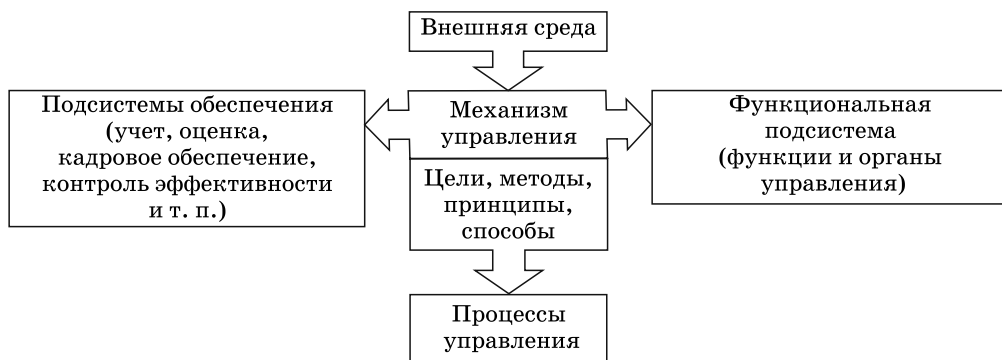 Внешняя среда
Подсистемы обеспечения
(учет, оценка,
кадровое обеспечение,
контроль эффективности
и т. п.)
Механизм
управления
Цели, методы,
принципы,
способы
Функциональная
подсистема
(функции и органы
управления)
Процессы
управления